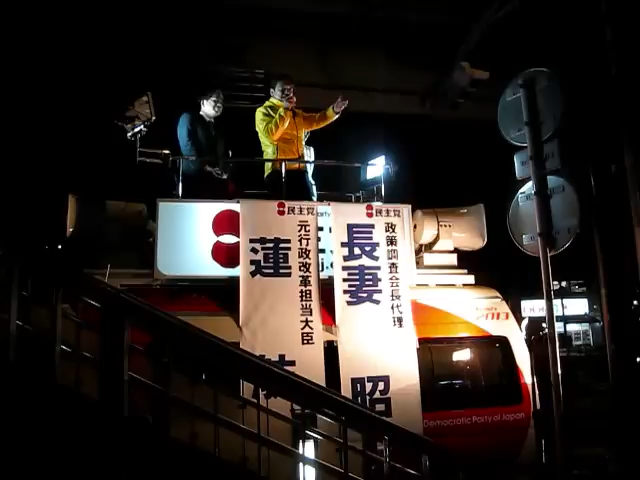 民主党
元行政改革担当大臣
蓮
民主党
政策調査会長代理
長妻 昭
2013
Democratic Party of Japan